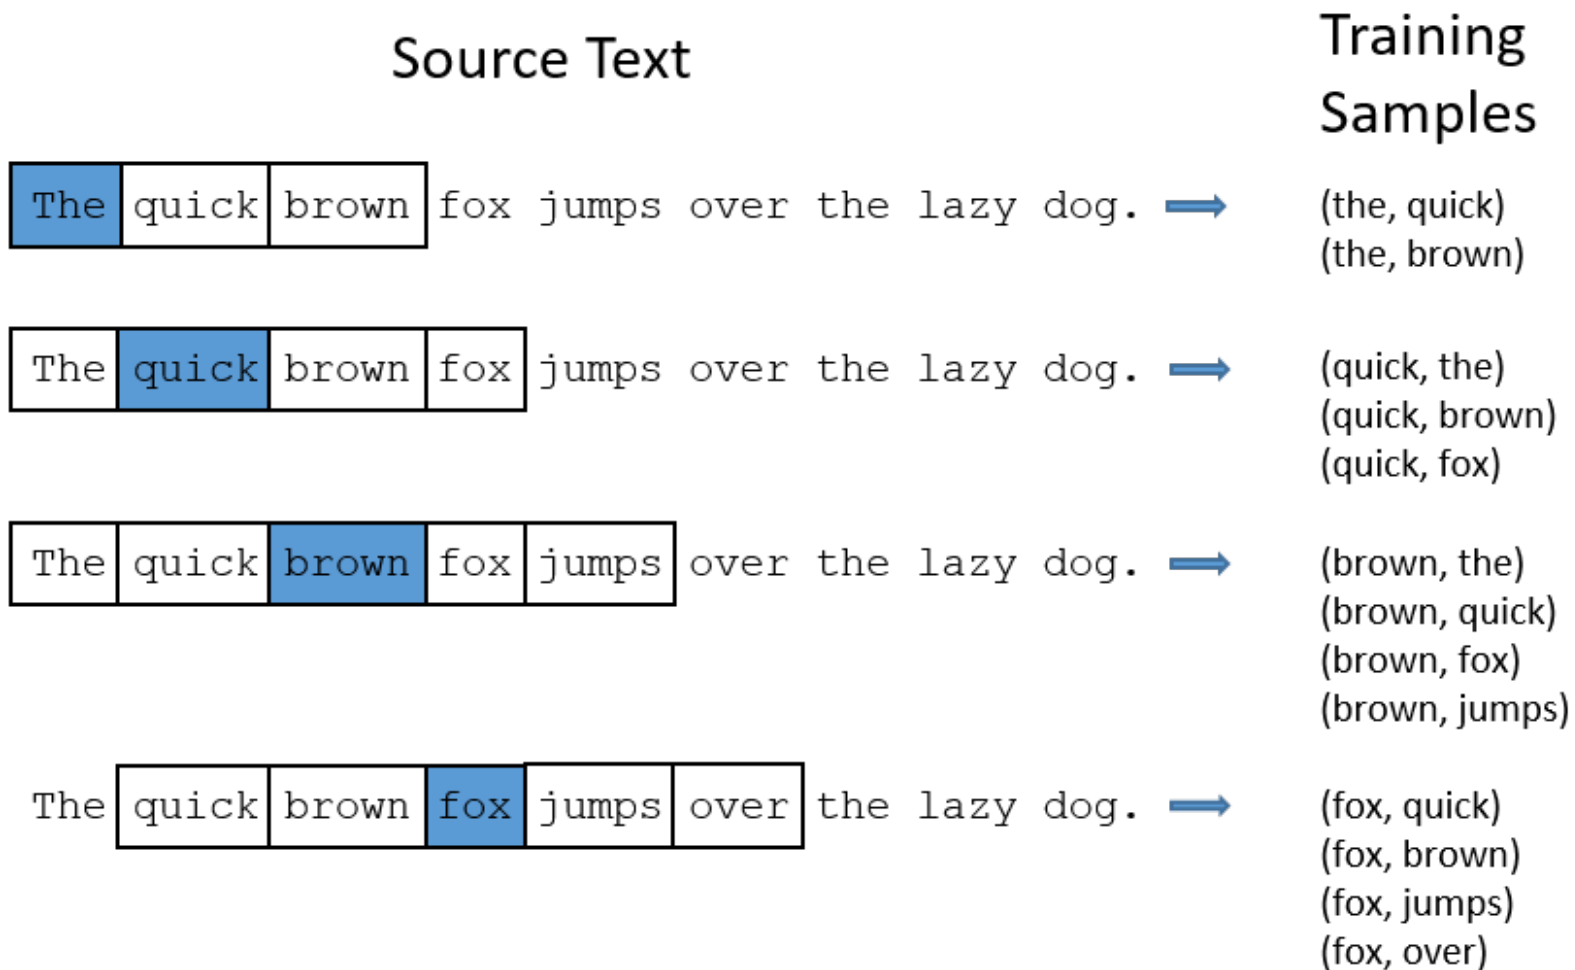 Source Text
Training
Samples
The quick brown fox jumps over the lazy dog.
(the, quick)
(the, brown)
The quick brown fox jumps over the lazy dog.
(quick, the)
(quick, brown)
(quick, fox)
The quick brown fox jumps over the lazy dog.
(brown, the)
(brown, quick)
(brown, fox)
(brown, jumps)
The quick brown fox jumps over the lazy dog.
(fox, quick)
(fox, brown)
(fox, jumps)
(fox, over)